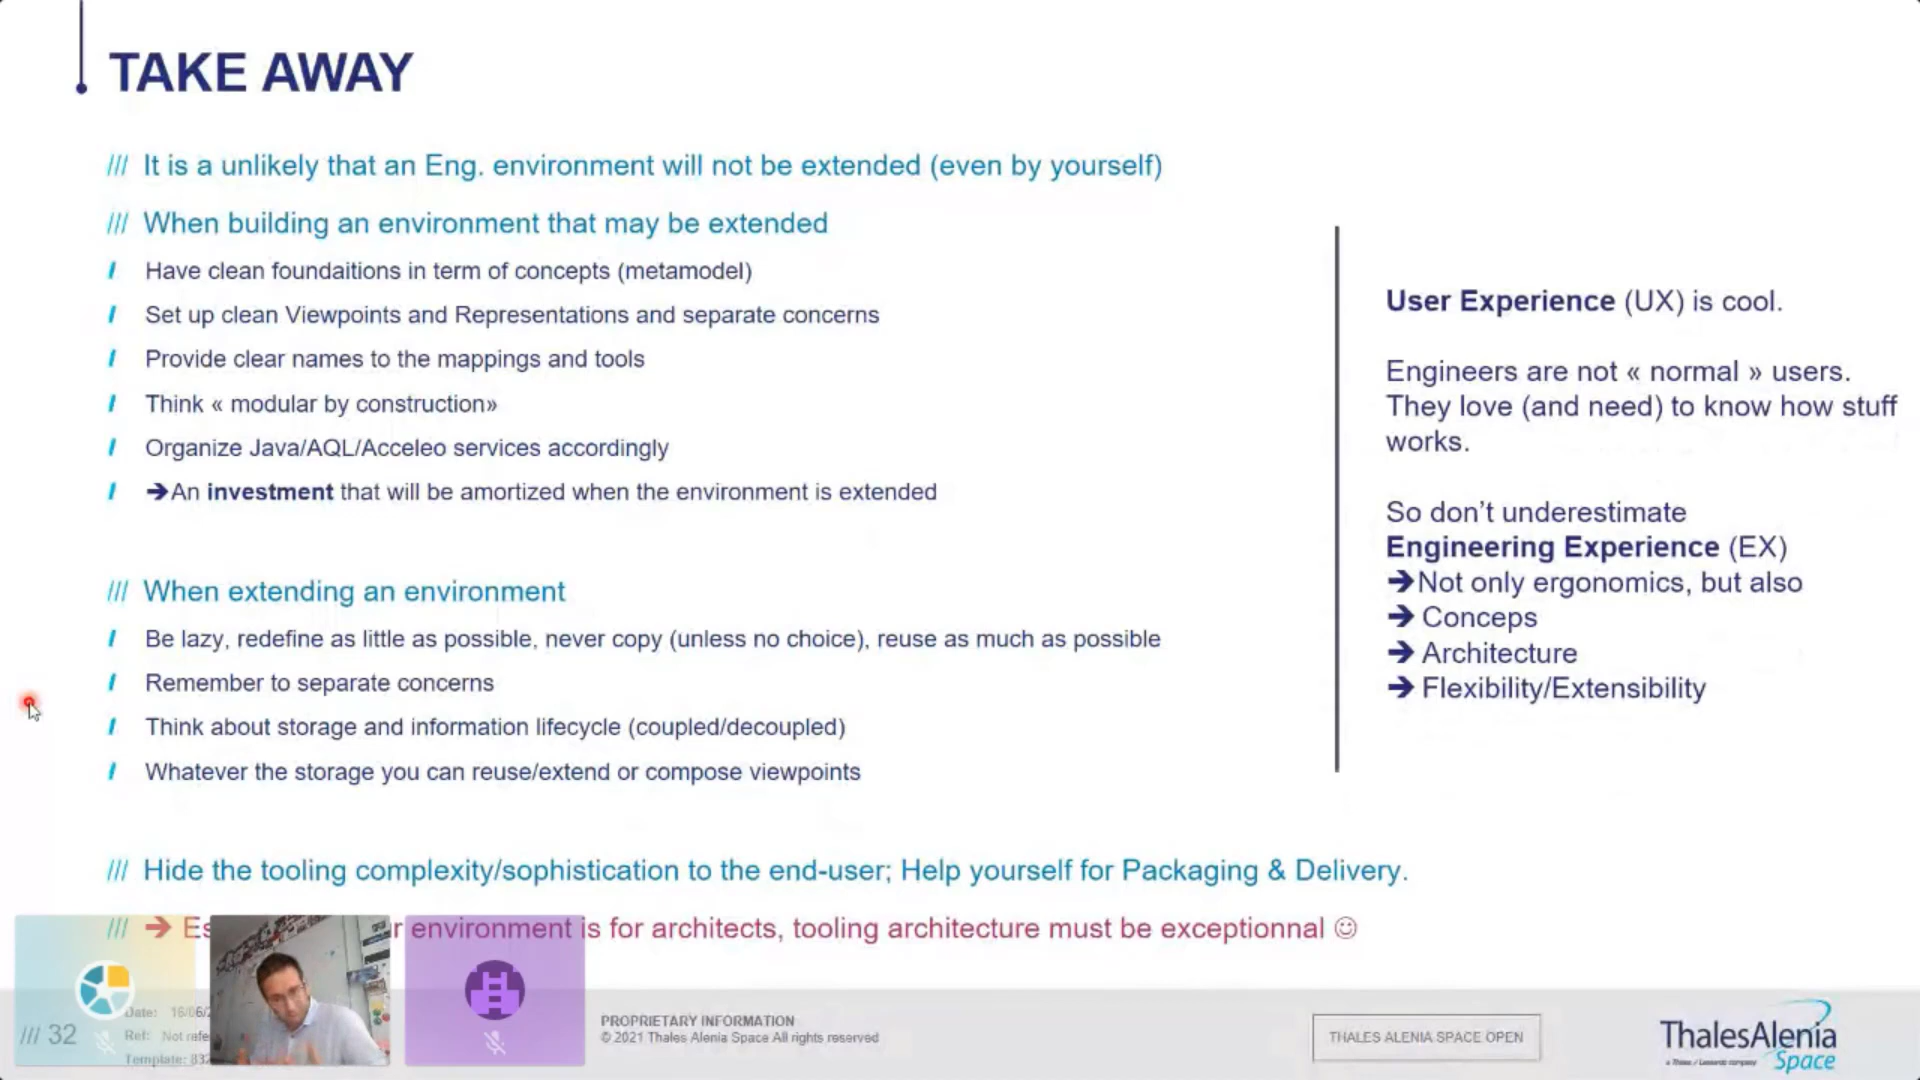 TAKE AWAY
/// It is a unlikely that an Eng. environment will not be extended (even by yourself)
/// When building an environment that may be extended
/ Have clean foundaitions in term of concepts (metamodel)
/ Set up clean Viewpoints and Representations and separate concerns
/ Provide clear names to the mappings and tools
/ Think « modular by construction»
/ Organize Java/AQL/Acceleo services accordingly
/ ➔An investment that will be amortized when the environment is extended
/// When extending an environment
/ Be lazy, redefine as little as possible, never copy (unless no choice), reuse as much as possible
/ Remember to separate concerns
/ Think about storage and information lifecycle (coupled/decoupled)
/ Whatever the storage you can reuse/extend or compose viewpoints
/// Hide the tooling complexity/sophistication to the end-user; Help yourself for Packaging & Delivery.
/// ➔ environment is for architects, tooling architecture must be exceptionnal ☺
User Experience (UX) is cool.
Engineers are not « normal » users.
They love (and need) to know how stuff
works.
So don't underestimate
Engineering Experience (EX)
➔Not only ergonomics, but also
➔ Conceps
➔ Architecture
➔ Flexibility/Extensibility
/// 32
Date: 16/06/
Ref: Not
Template:
PROPRIETARY INFORMATION
© 2021 Thales Alenia Space All rights reserved
THALES ALENIA SPACE OPEN
ThalesAlenia
a Thales / Leonardo company
Space